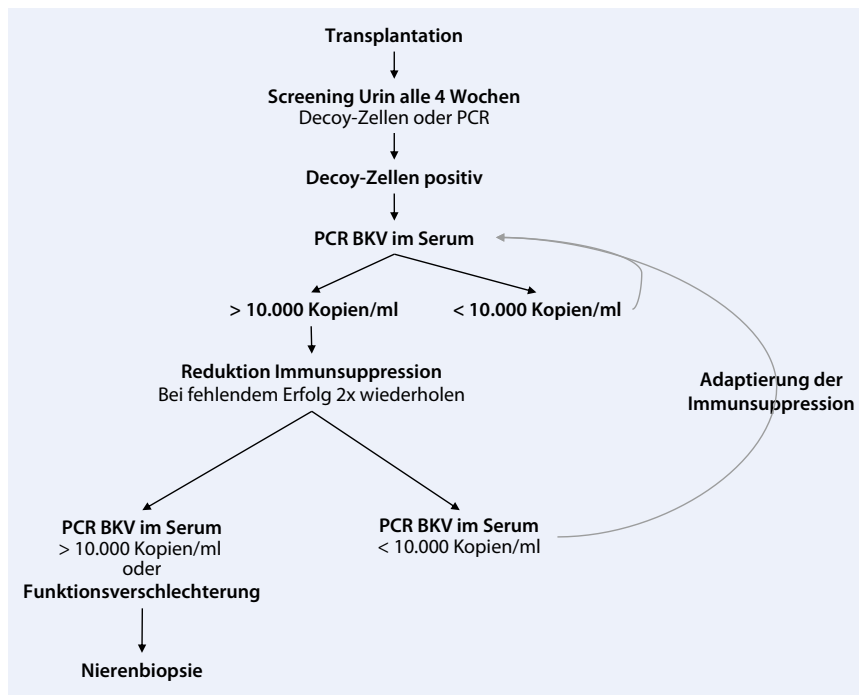 Transplantation
Screening Urin alle 4 Wochen
Decoy-Zellen oder PCR
Decoy-Zellen positiv
PCR BKV im Serum
> 10.000 Kopien/ml
< 10.000 Kopien/ml
Reduktion Immunsuppression
Bei fehlendem Erfolg 2x wiederholen
Adaptierung der
Immunsuppression
PCR BKV im Serum
> 10.000 Kopien/ml
oder
Funktionsverschlechterung
PCR BKV im Serum
< 10.000 Kopien/ml
Nierenbiopsie